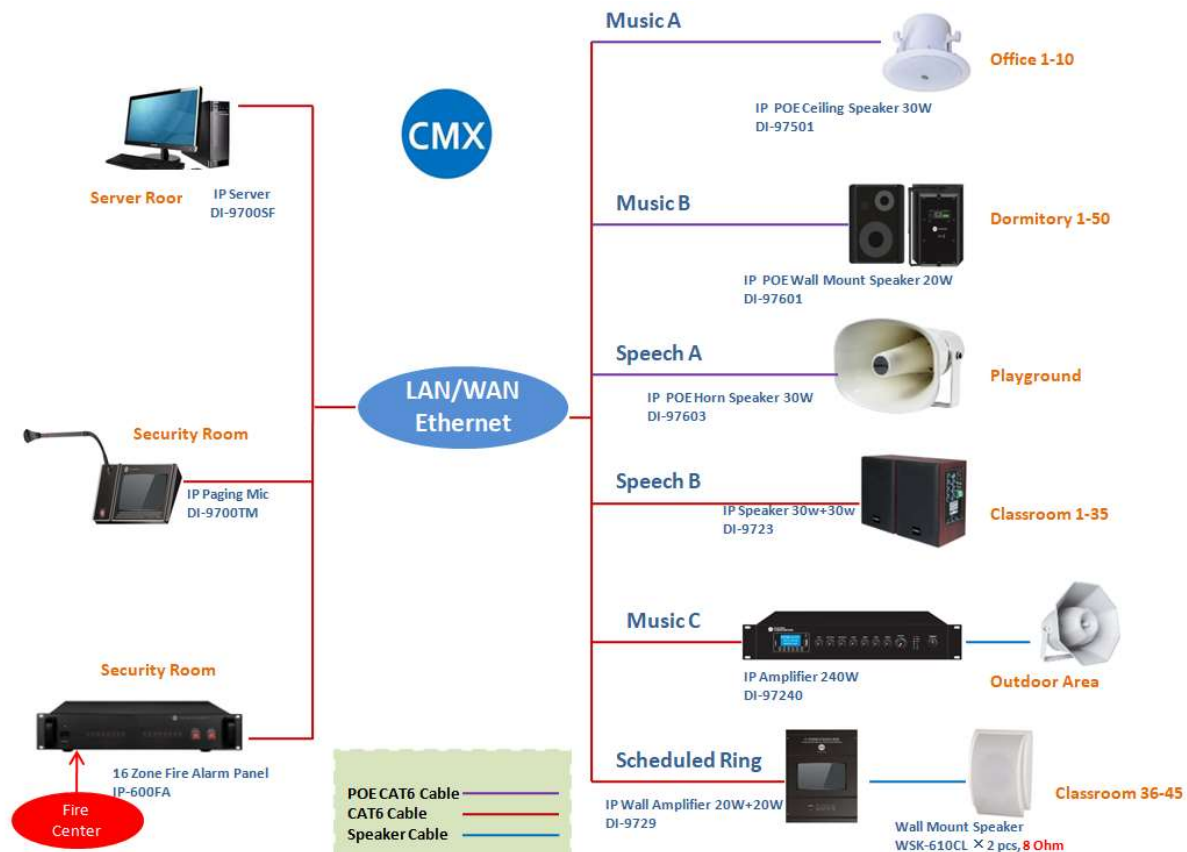 Music A
Office 1-10
IP POE Ceiling Speaker 30W
DI-97501
CMX
Server Roor
IP Server
DI-9700SF
Music B
Dormitory 1-50
IP POE Wall Mount Speaker 20W
DI-97601
LAN/WAN
Ethernet
Speech A
Playground
IP POE Horn Speaker 30W
DI-97603
Security Room
IP Paging Mic
DI-9700TM
Speech B
IP Speaker 30w+30w
DI-9723
Classroom 1-35
Music C
IP Amplifier 240W
DI-97240
Outdoor Area
Security Room
16 Zone Fire Alarm Panel
IP-600FA
Fire
Center
POE CAT6 Cable
CAT6 Cable
Speaker Cable
Scheduled Ring
IP Wall Amplifier 20W+20W
DI-9729
Classroom 36-45
Wall Mount Speaker
WSK-610CL ×2 pcs, 8 Ohm